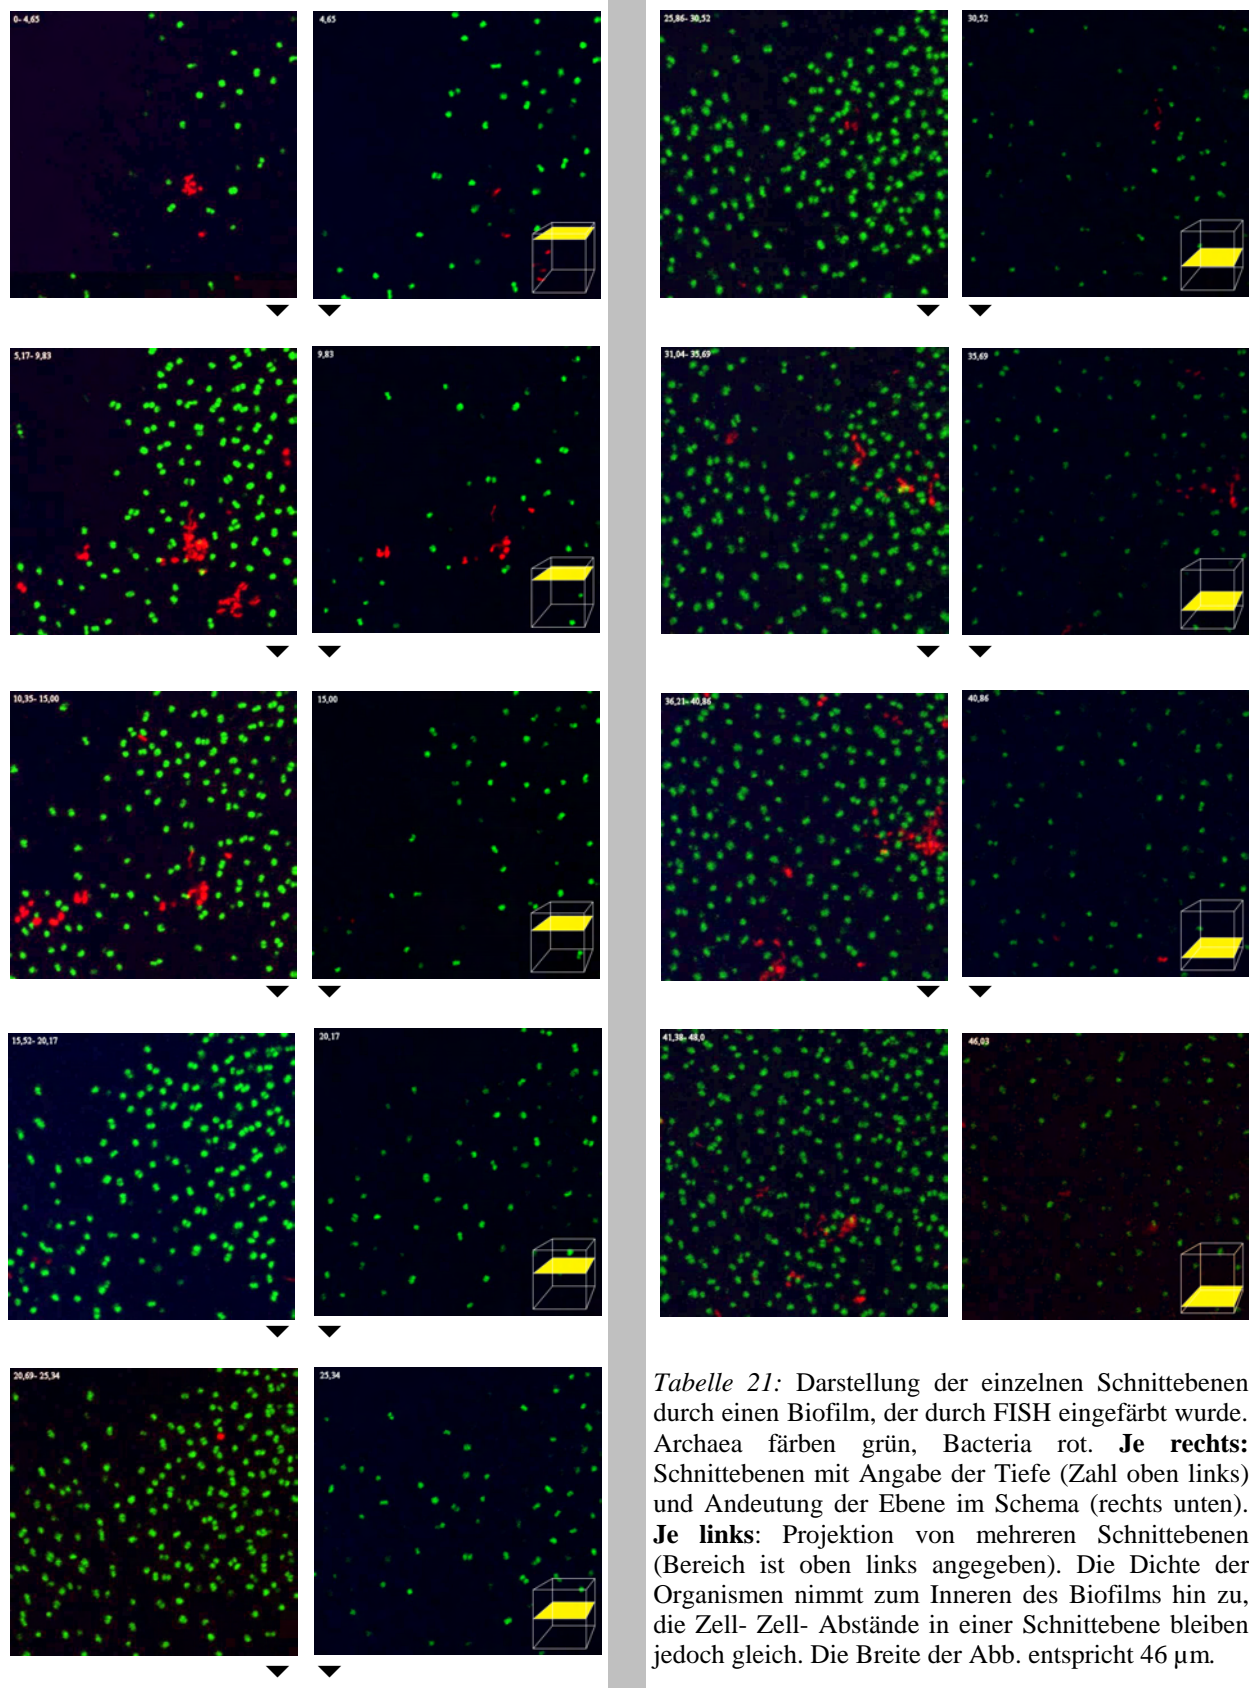 0- 4,65
4,65
5,17- 9,83
9,83
10,35- 15,00
15,00
15,52- 20,17
20,17
20,69- 25,34
25,34
25,86- 30,52
30,52
31,04- 35,69
35,69
36,21- 40,86
40,86
41,38- 48,0
46,03
Tabelle 21: Darstellung der einzelnen Schnittebenen
durch einen Biofilm, der durch FISH eingefärbt wurde.
Archaea färben grün, Bacteria rot. Je rechts:
Schnittebenen mit Angabe der Tiefe (Zahl oben links)
und Andeutung der Ebene im Schema (rechts unten).
Je links: Projektion von mehreren Schnittebenen
(Bereich ist oben links angegeben). Die Dichte der
Organismen nimmt zum Inneren des Biofilms hin zu,
die Zell- Zell- Abstände in einer Schnittebene bleiben
jedoch gleich. Die Breite der Abb. entspricht 46 µm.